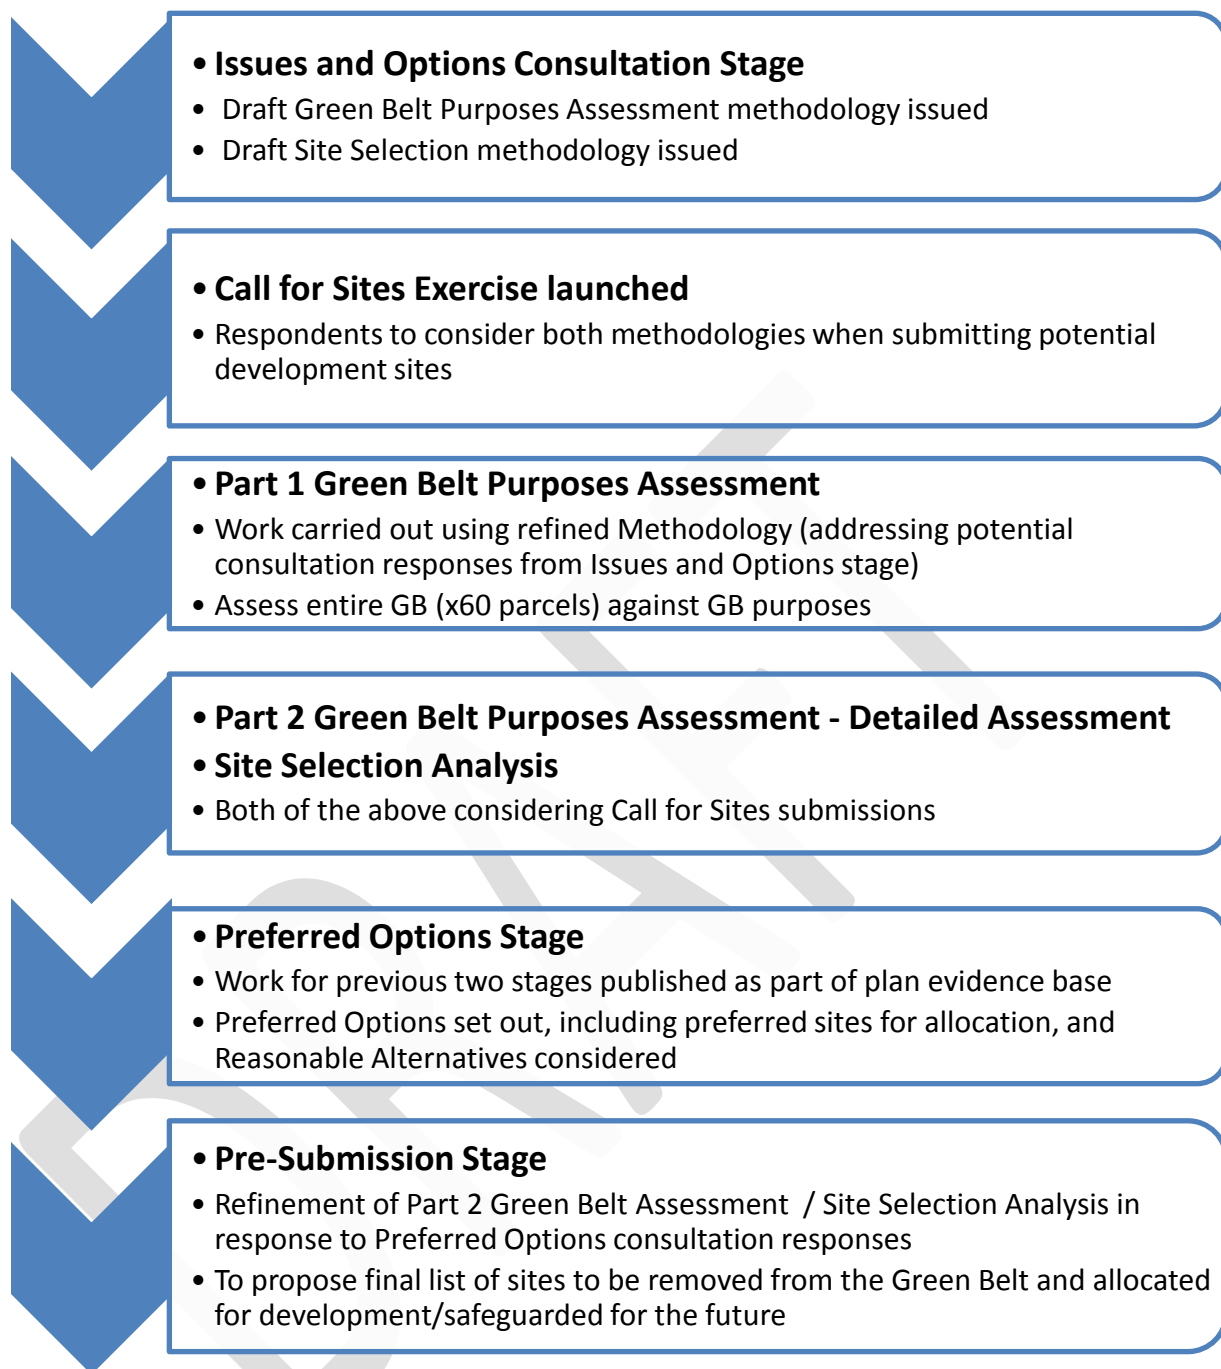 • Issues and Options Consultation Stage
• Draft Green Belt Purposes Assessment methodology issued
• Draft Site Selection methodology issued
• Call for Sites Exercise launched
• Respondents to consider both methodologies when submitting potential
development sites
• Part 1 Green Belt Purposes Assessment
• Work carried out using refined Methodology (addressing potential
consultation responses from Issues and Options stage)
• Assess entire GB (x60 parcels) against GB purposes
• Part 2 Green Belt Purposes Assessment - Detailed Assessment
• Site Selection Analysis
• Both of the above considering Call for Sites submissions
• Preferred Options Stage
• Work for previous two stages published as part of plan evidence base
• Preferred Options set out, including preferred sites for allocation, and
Reasonable Alternatives considered
• Pre-Submission Stage
• Refinement of Part 2 Green Belt Assessment / Site Selection Analysis in
response to Preferred Options consultation responses
• To propose final list of sites to be removed from the Green Belt and allocated
for development/safeguarded for the future
DRAFT